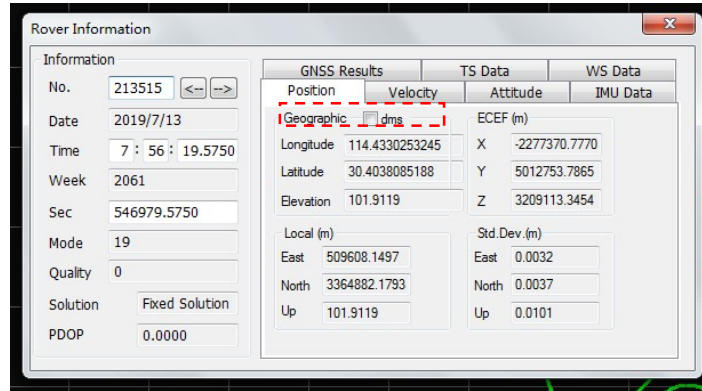 Rover Information
Information
No. 213515 <-- -->
Date 2019/7/13
Time 7 : 56 : 19.5750
Week 2061
Sec 546979.5750
Mode 19
Quality 0
Solution Fixed Solution
PDOP 0.0000
GNSS Results TS Data WS Data
Position Velocity Attitude IMU Data
Geographic dms
Longitude 114.4330253245
Latitude 30.4038085188
Elevation 101.9119
ECEF (m)
X -2277370.7770
Y 5012753.7865
Z 3209113.3454
Local (m)
East 509608.1497
North 3364882.1793
Up 101.9119
Std.Dev.(m)
East 0.0032
North 0.0037
Up 0.0101